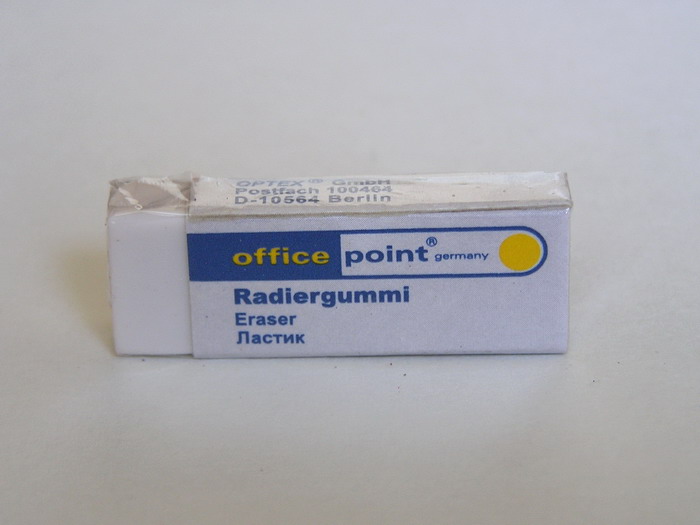 OPTEX® GmbH
Postfach 100464
D-10564 Berlin
office point® germany
Radiergummi
Eraser
Ластик